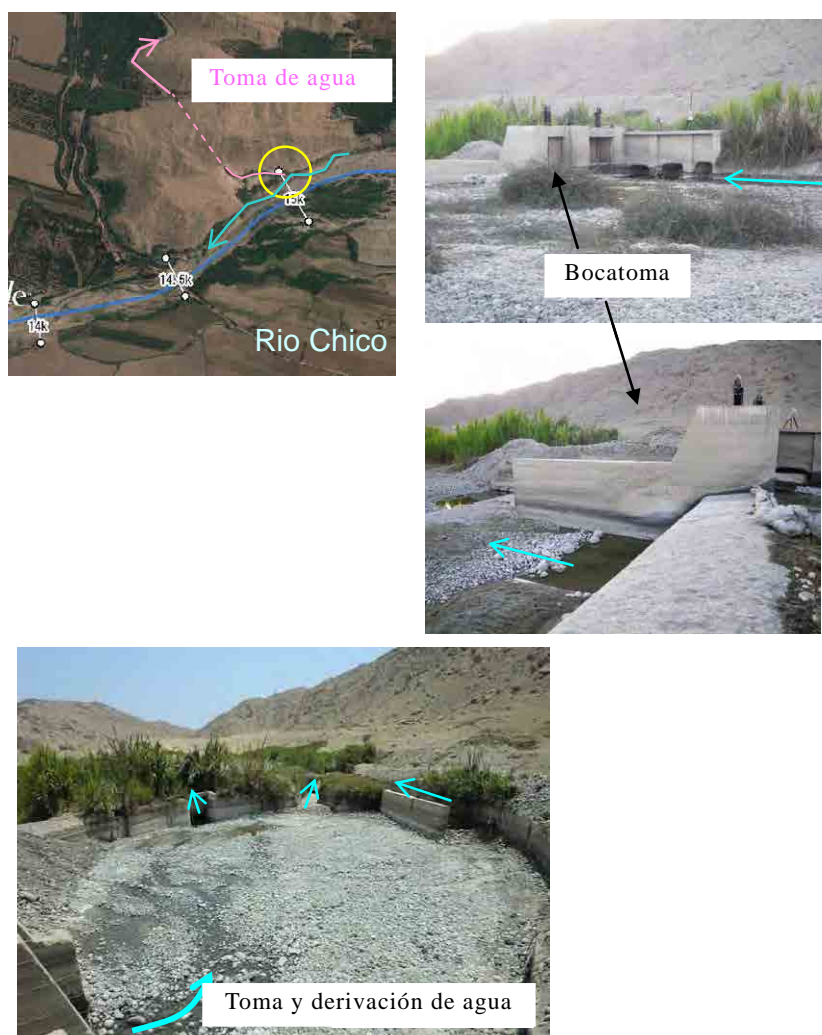 Toma de agua
15k
14.5k
14k
Rio Chico
Bocatoma
Toma y derivación de agua